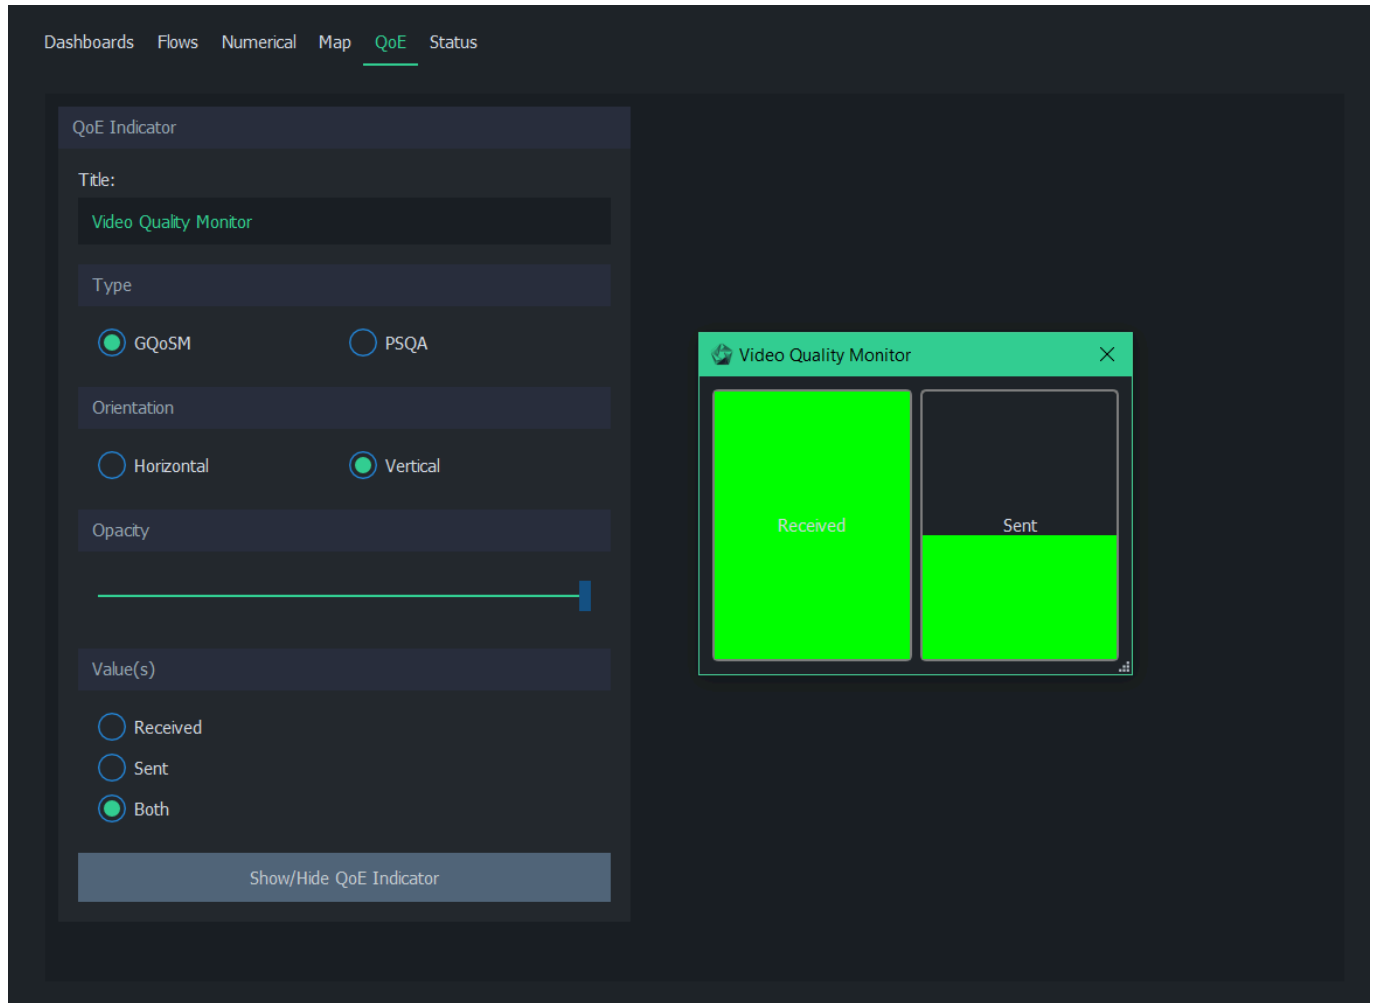 Dashboards Flows Numerical Map QoE Status
QoE Indicator
Title:
Video Quality Monitor
Type
GQoSM PSQA
Orientation
Horizontal Vertical
Opacity
Value(s)
Received
Sent
Both
Show/Hide QoE Indicator
Video Quality Monitor
Received Sent